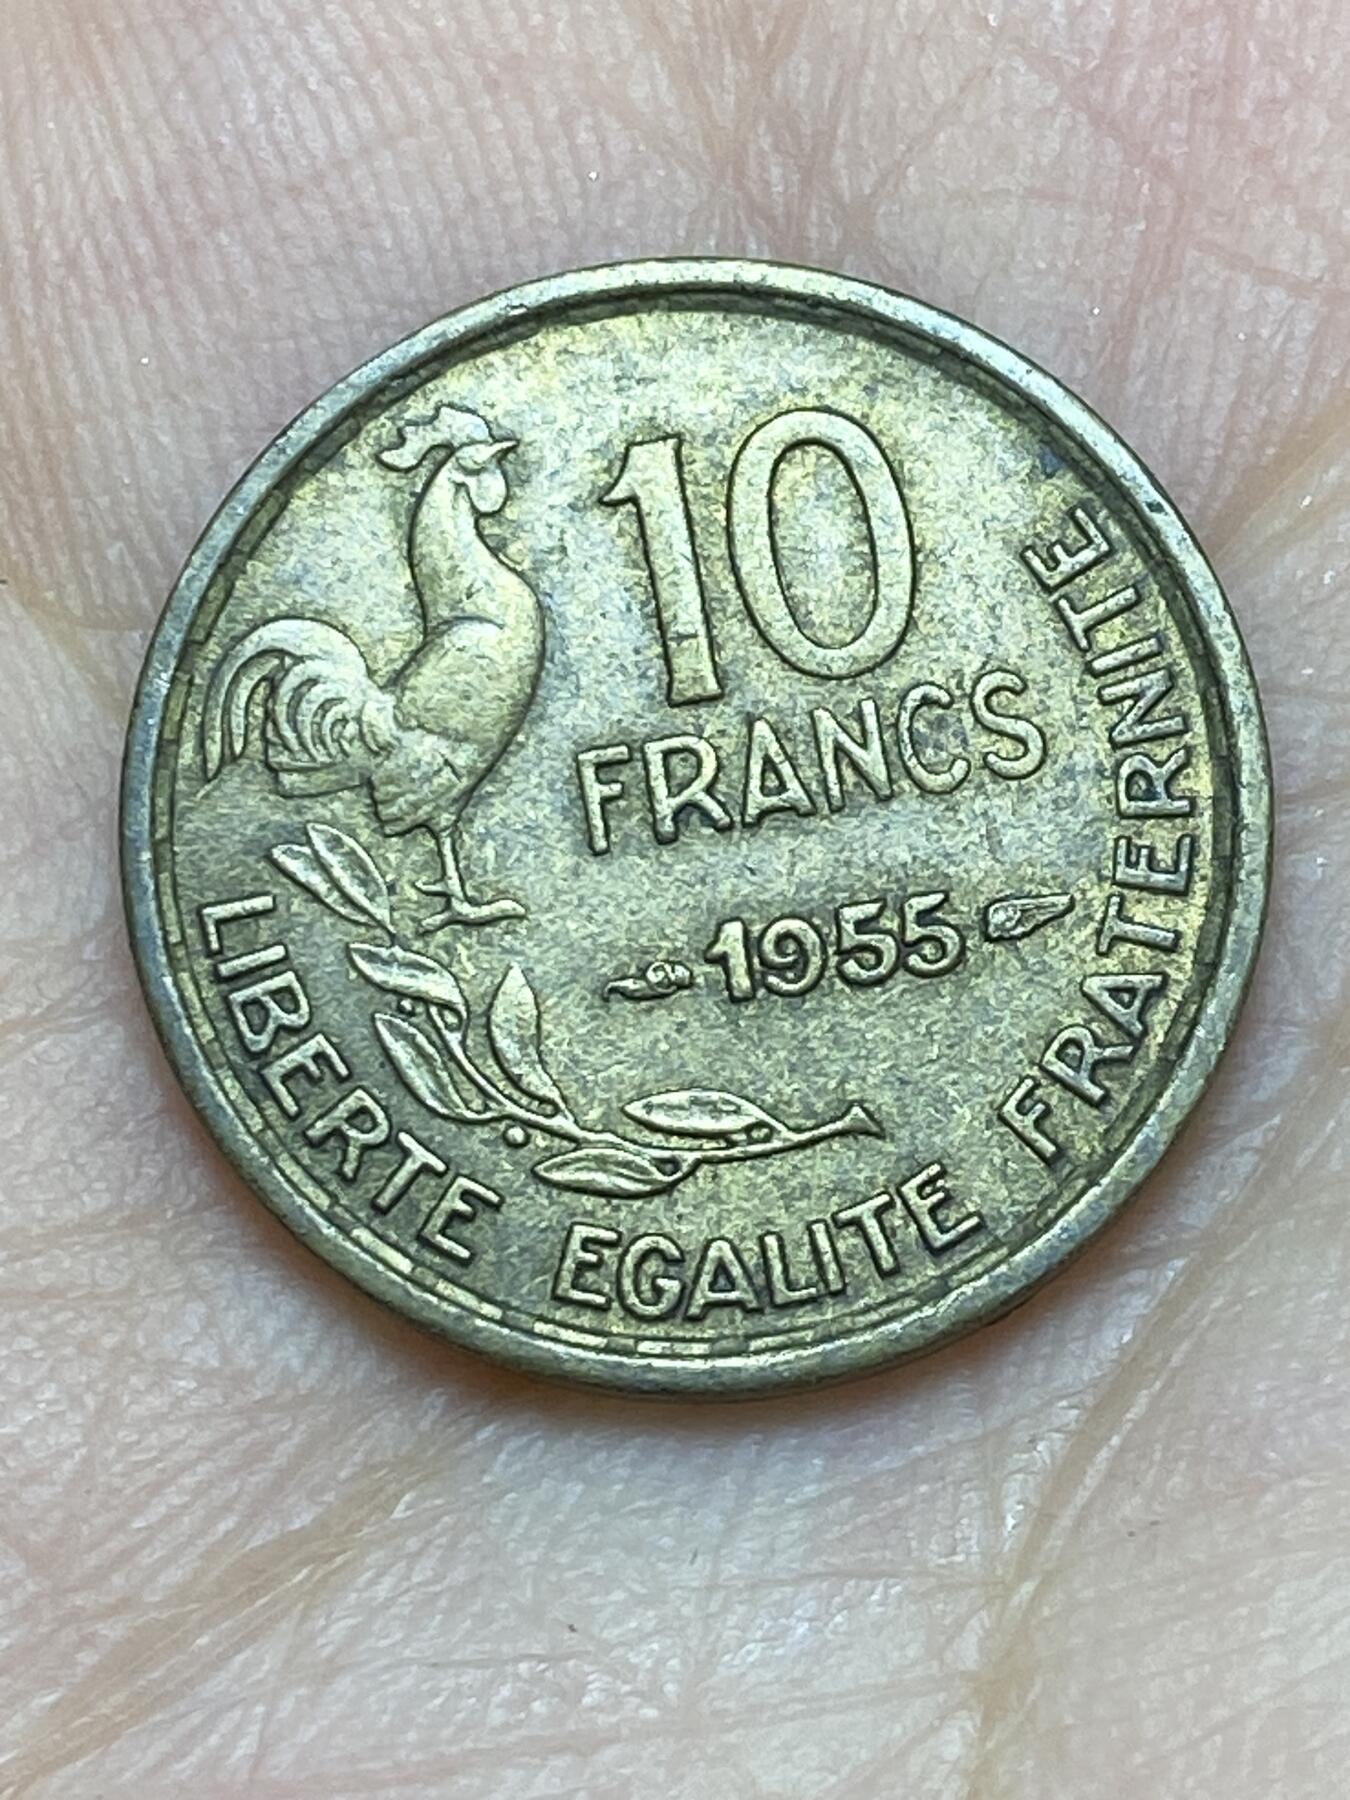 10
FRANCS
1955
LIBERTE EGALITE FRATERNITE